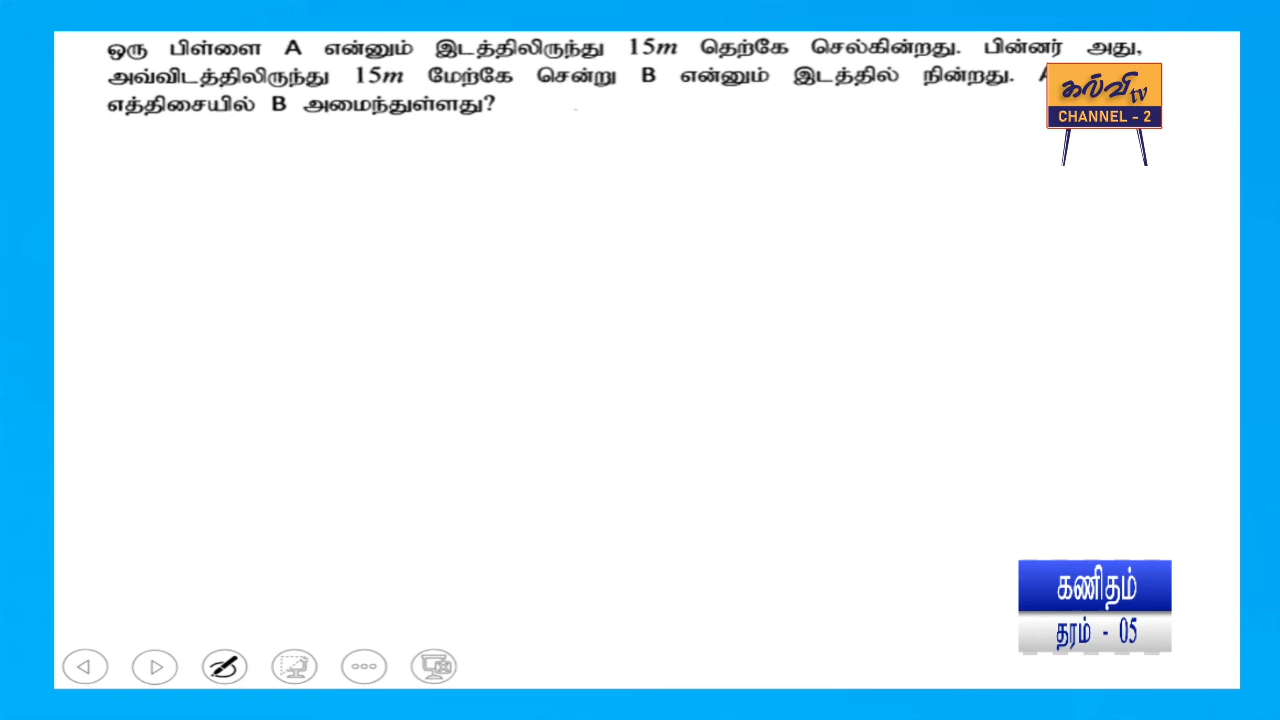 ஒரு பிள்ளை A என்னும் இடத்திலிருந்து 15m தெற்கே செல்கின்றது. பின்னர் அது,
அவ்விடத்திலிருந்து 15m மேற்கே சென்று B என்னும் இடத்தில் நின்றது.
எத்திசையில் B அமைந்துள்ளது?
கல்வி tv
CHANNEL - 2
கணிதம்
தரம் - 05